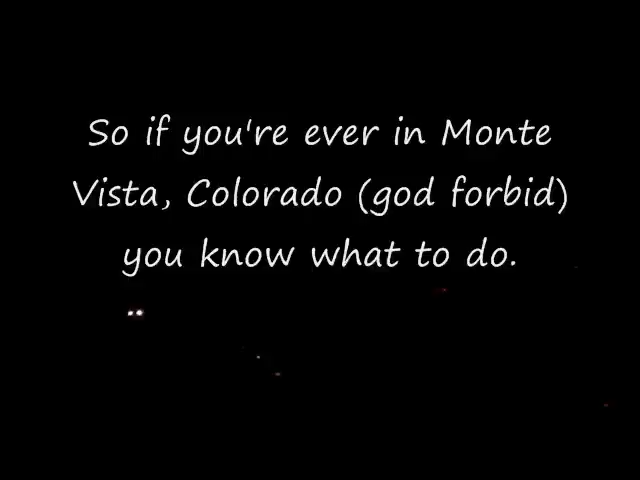 So if you're ever in Monte
Vista, Colorado (god forbid)
you know what to do.